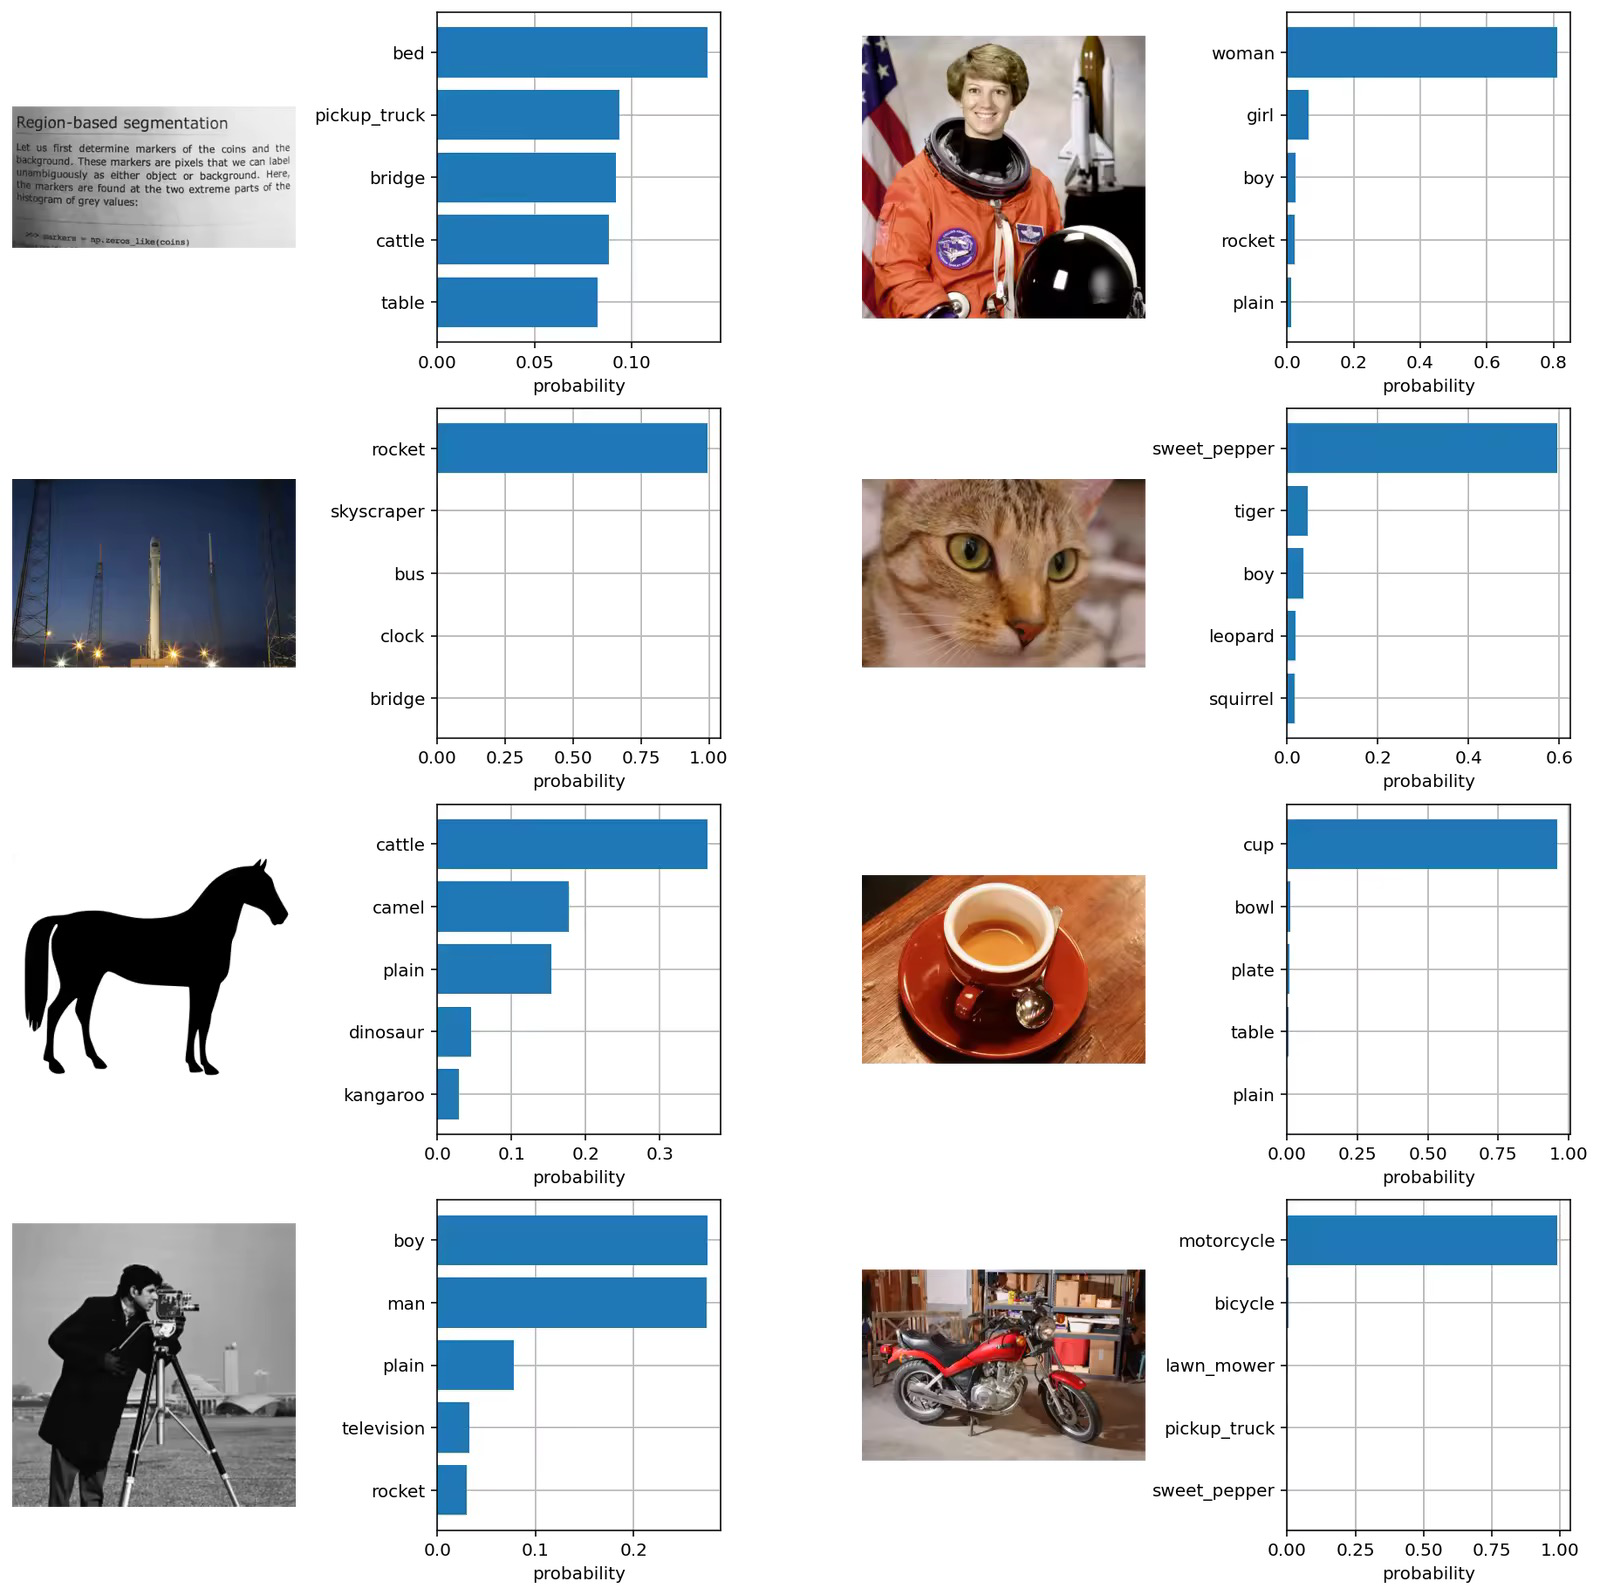 Region-based segmentation
Let us first determine markers of the coins and the
background. These markers are pixels that we can label
unambiguously as either object or background. Here,
the markers are found at the two extreme parts of the
histogram of grey values:
>>> markers = np.zeros_like(coins)
bed
pickup_truck
bridge
cattle
table
0.00 0.05 0.10
probability
woman
girl
boy
rocket
plain
0.0 0.2 0.4 0.6 0.8
probability
rocket
skyscraper
bus
clock
bridge
0.00 0.25 0.50 0.75 1.00
probability
sweet_pepper
tiger
boy
leopard
squirrel
0.0 0.2 0.4 0.6
probability
cattle
camel
plain
dinosaur
kangaroo
0.0 0.1 0.2 0.3
probability
cup
bowl
plate
table
plain
0.00 0.25 0.50 0.75 1.00
probability
boy
man
plain
television
rocket
0.0 0.1 0.2
probability
motorcycle
bicycle
lawn_mower
pickup_truck
sweet_pepper
0.00 0.25 0.50 0.75 1.00
probability